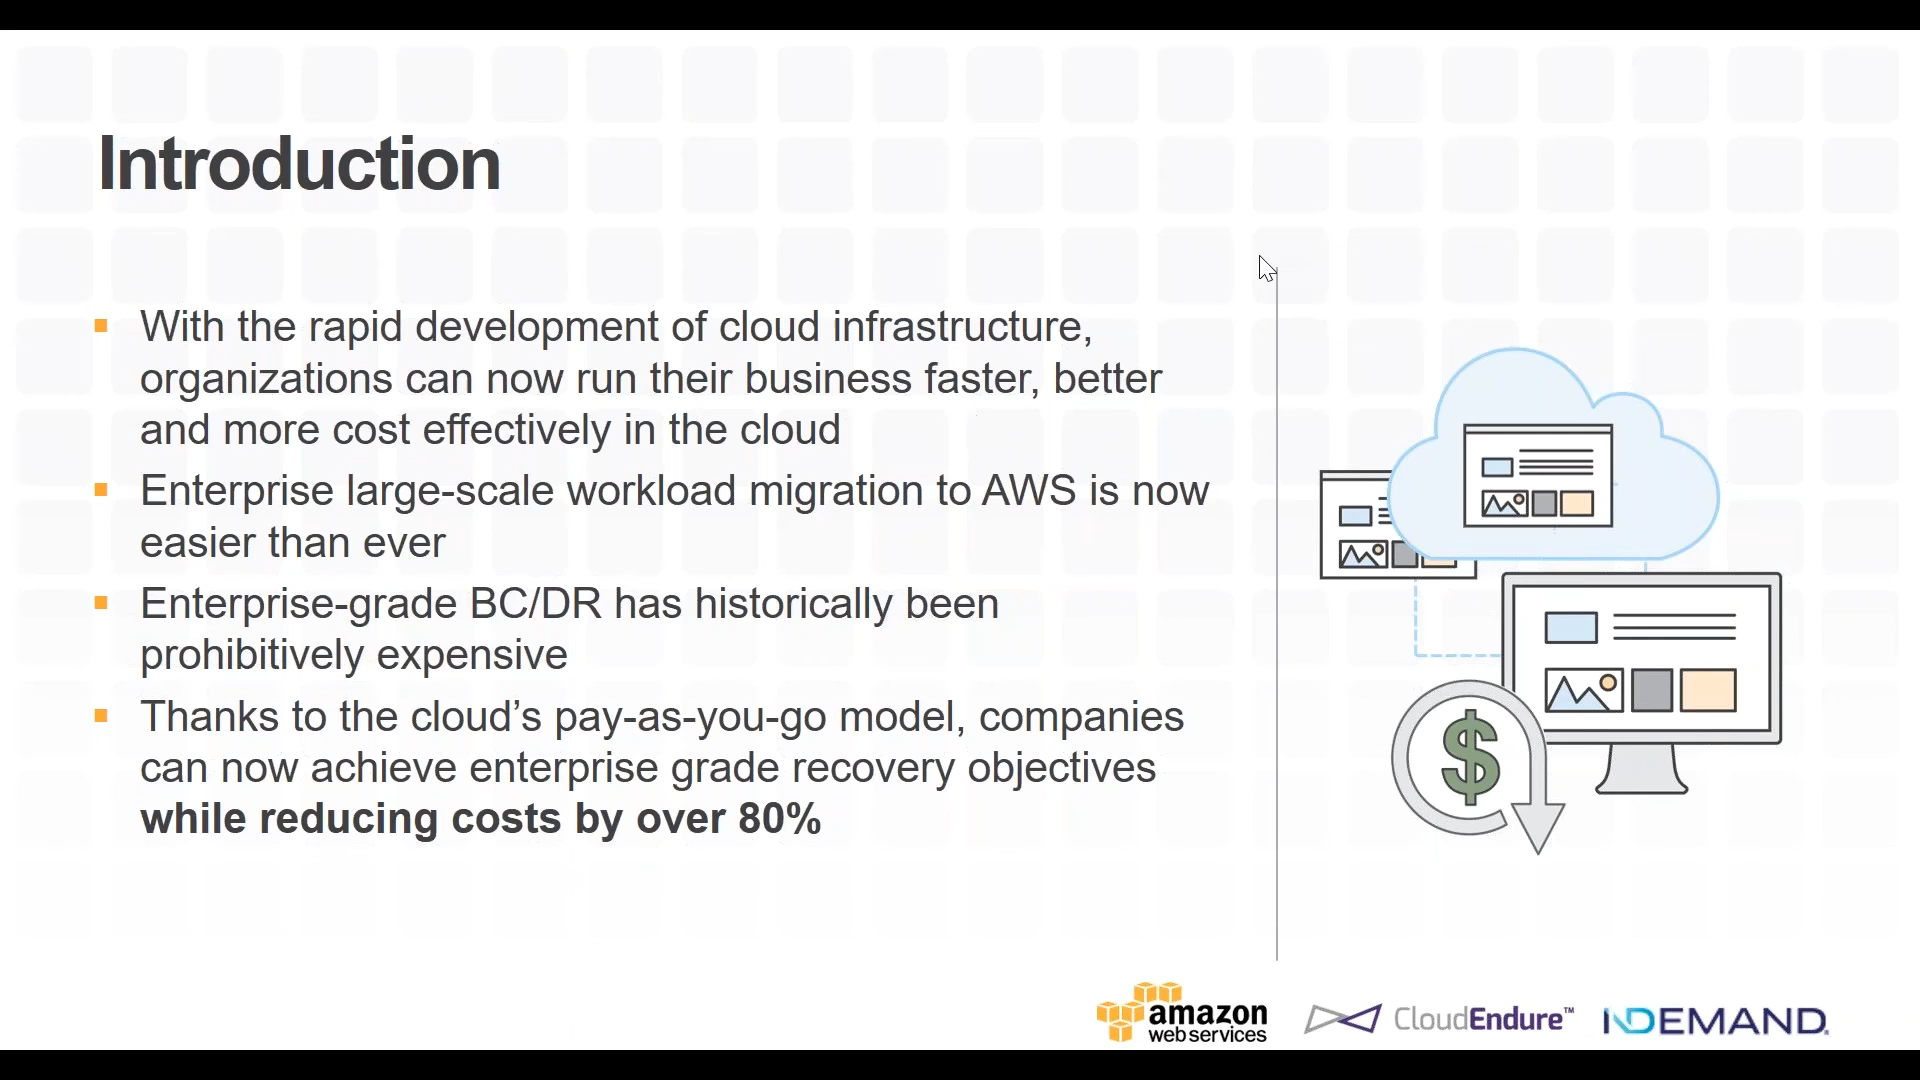 Introduction
▪ With the rapid development of cloud infrastructure,
organizations can now run their business faster, better
and more cost effectively in the cloud
▪ Enterprise large-scale workload migration to AWS is now
easier than ever
▪ Enterprise-grade BC/DR has historically been
prohibitively expensive
▪ Thanks to the cloud’s pay-as-you-go model, companies
can now achieve enterprise grade recovery objectives
while reducing costs by over 80%
$
amazon
web services
CloudEndure™
INDEMAND®